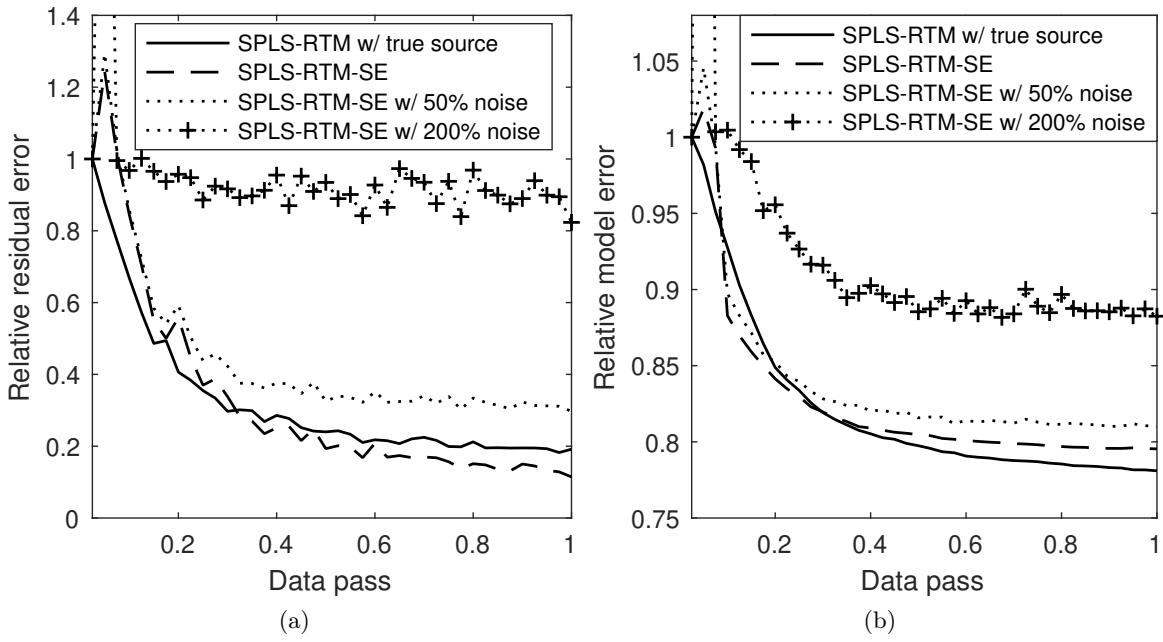 1.4
1.2
1
0.8
0.6
0.4
0.2
0
Relative residual error
SPLS-RTM w/ true source
SPLS-RTM-SE
SPLS-RTM-SE w/ 50% noise
SPLS-RTM-SE w/ 200% noise
0.2 0.4 0.6 0.8 1
Data pass
(a)
1.05
1
0.95
0.9
0.85
0.8
0.75
Relative model error
SPLS-RTM w/ true source
SPLS-RTM-SE
SPLS-RTM-SE w/ 50% noise
SPLS-RTM-SE w/ 200% noise
0.2 0.4 0.6 0.8 1
Data pass
(b)